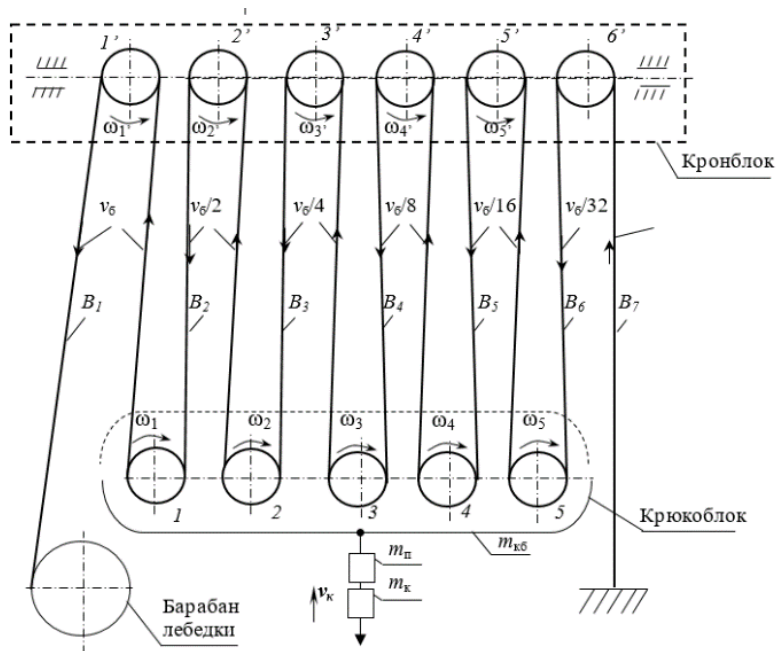 1’ 2’ 3’ 4’ 5’ 6’
ω1’ ω2’ ω3’ ω4’ ω5’
Кронблок
vб vб/2 vб/4 vб/8 vб/16 vб/32
B1 B2 B3 B4 B5 B6 B7
ω1 ω2 ω3 ω4 ω5
1 2 3 4 5
Крюкоблок
mкб
mп
mк
vк
Барабан
лебедки